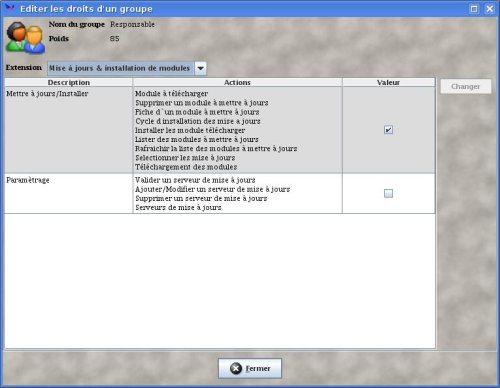 Editer les droits d'un groupe
Nom du groupe Responsable
Poids 85
Extension Mise à jours & installation de modules
Description Actions Valeur
Changer
Mettre à jours/Installer Module à télécharger
Supprimer un module à mettre à jours
Fiche d`un module à mettre à jours
Cycle d installation des mise a jours
Installer les module télécharger
Lister des modules à mettre à jours
Rafraichir la liste des modules à mettre à jours
Selectionner les mise à jours
Téléchargement des modules
Paramètrage Valider un serveur de mise à jours
Ajouter/Modifier un serveur de mise à jours
Supprimer un serveur de mise à jours
Serveurs de mise à jours
Fermer